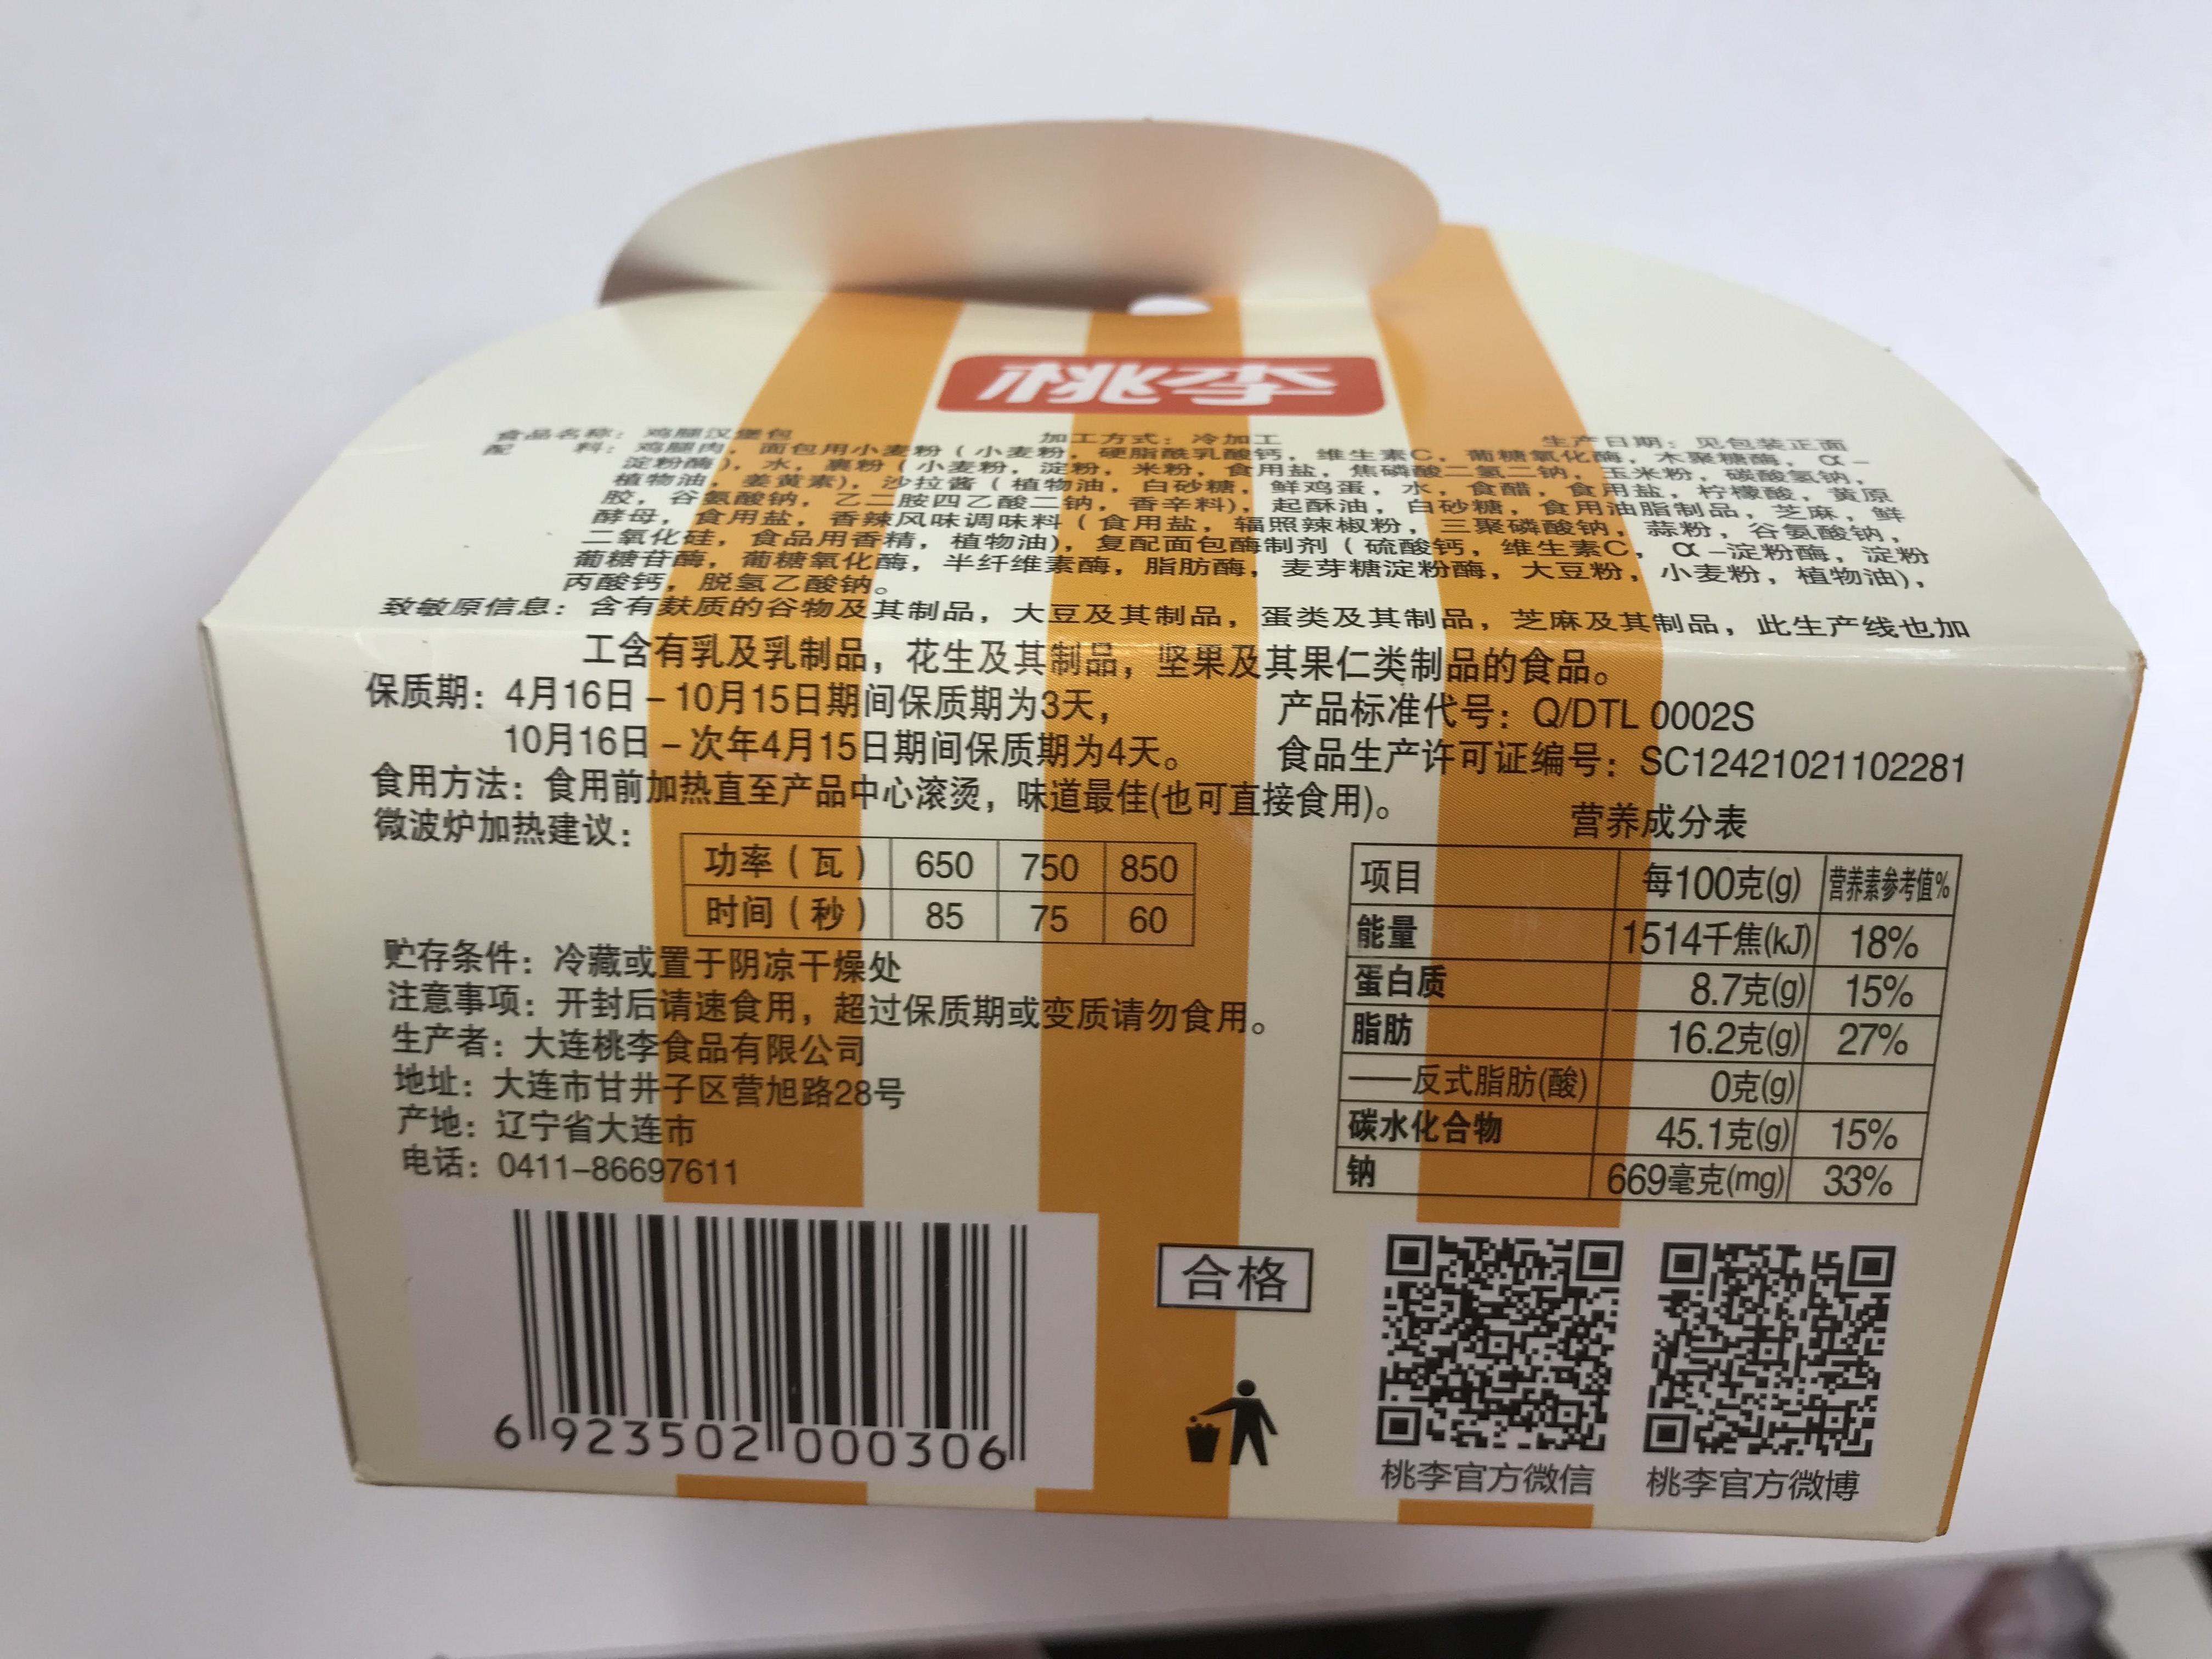 桃李
食品名称：鸡腿汉堡包 加工方式：冷加工 生产日期：见包装正面
配 料：鸡腿肉，面包用小麦粉（小麦粉，硬脂酰乳酸钙，维生素C，葡糖氧化酶，木聚糖酶，α-
淀粉酶），水，裹粉（小麦粉，淀粉，米粉，食用盐，焦磷酸二氢二钠，玉米粉，碳酸氢钠，
植物油，姜黄素），沙拉酱（植物油，白砂糖，鲜鸡蛋，水，食醋，食用盐，柠檬酸，黄原
胶，谷氨酸钠，乙二胺四乙酸二钠，香辛料），起酥油，白砂糖，食用油脂制品，芝麻，鲜
酵母，食用盐，香辣风味调味料（食用盐，辐照辣椒粉，三聚磷酸钠，蒜粉，谷氨酸钠，
二氧化硅，食品用香精，植物油），复配面包酶制剂（硫酸钙，维生素C，α-淀粉酶，淀粉
葡糖苷酶，葡糖氧化酶，半纤维素酶，脂肪酶，麦芽糖淀粉酶，大豆粉，小麦粉，植物油），
丙酸钙，脱氢乙酸钠。
致敏原信息：含有麸质的谷物及其制品，大豆及其制品，蛋类及其制品，芝麻及其制品，此生产线也加
工含有乳及乳制品，花生及其制品，坚果及其果仁类制品的食品。
保质期：4月16日-10月15日期间保质期为3天，
10月16日-次年4月15日期间保质期为4天。
产品标准代号：Q/DTL 0002S
食品生产许可证编号：SC12421021102281
食用方法：食用前加热直至产品中心滚烫，味道最佳(也可直接食用)。
微波炉加热建议：
功率（瓦） 650 750 850
时间（秒） 85 75 60
贮存条件：冷藏或置于阴凉干燥处
注意事项：开封后请速食用，超过保质期或变质请勿食用。
生产者：大连桃李食品有限公司
地址：大连市甘井子区营旭路28号
产地：辽宁省大连市
电话：0411-86697611
营养成分表
项目 每100克(g) 营养素参考值%
能量 1514千焦(kJ) 18%
蛋白质 8.7克(g) 15%
脂肪 16.2克(g) 27%
——反式脂肪(酸) 0克(g)
碳水化合物 45.1克(g) 15%
钠 669毫克(mg) 33%
6 923502 000306
合格
桃李官方微信
桃李官方微博